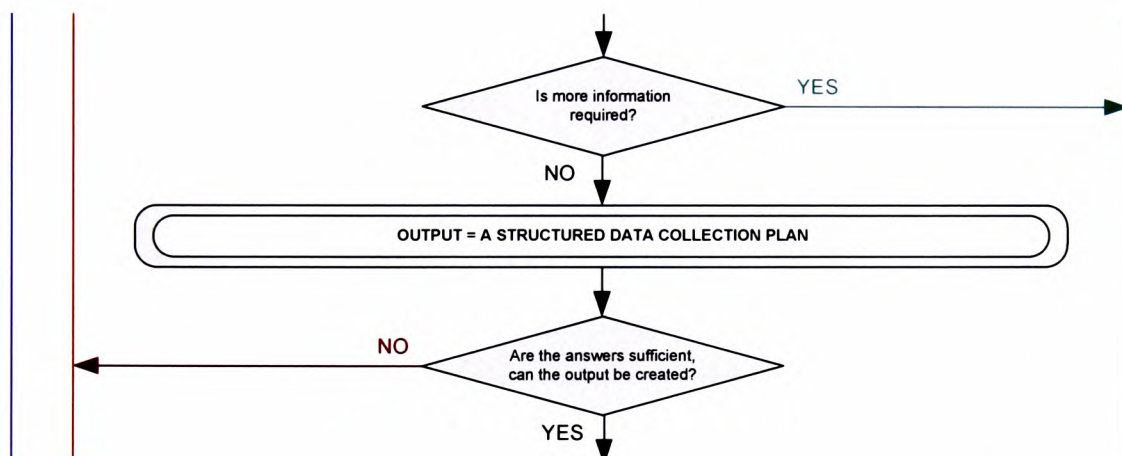 Is more information
required?
YES
NO
OUTPUT = A STRUCTURED DATA COLLECTION PLAN
NO
Are the answers sufficient,
can the output be created?
YES